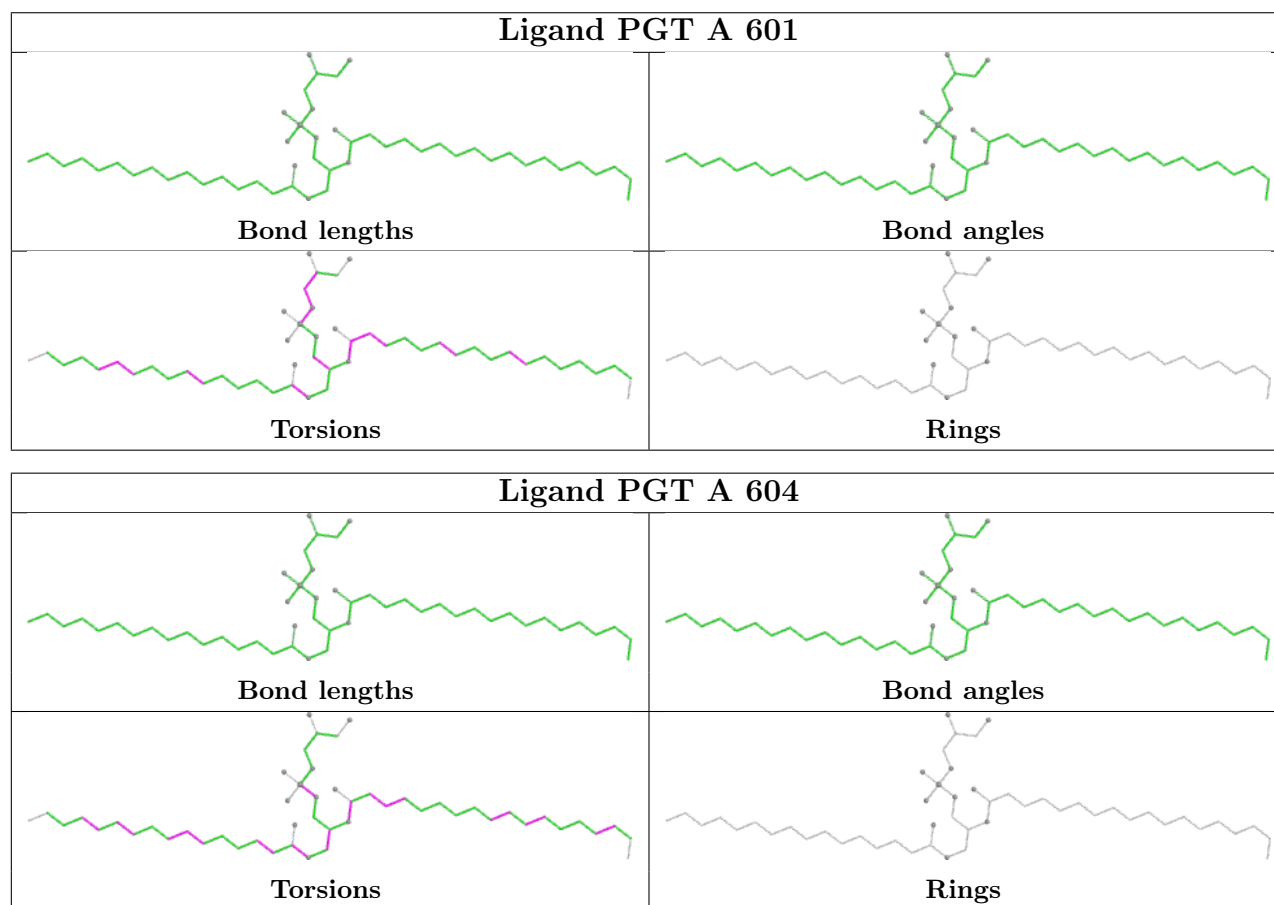 Ligand PGT A 601
Bond lengths
Bond angles
Torsions
Rings
Ligand PGT A 604
Bond lengths
Bond angles
Torsions
Rings